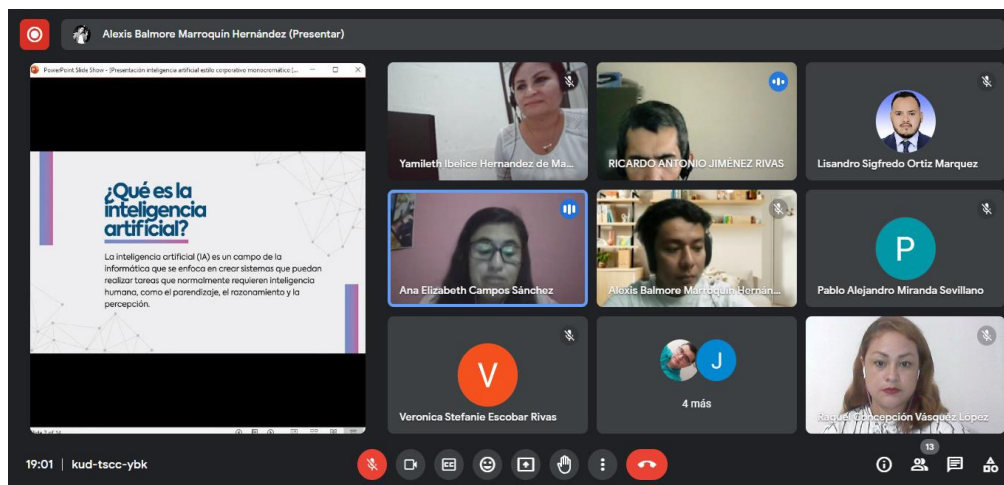 Alexis Balmore Marroquín Hernández (Presentar)
PowerPoint Slide Show - [Presentación inteligencia artificial estilo corporativo monocromático [...
¿Qué es la
inteligencia
artificial?
La inteligencia artificial (IA) es un campo de la
informática que se enfoca en crear sistemas que puedan
realizar tareas que normalmente requieren inteligencia
humana, como el parendizaje, el razonamiento y la
percepción.
Yamileth Ibelice Hernandez de Ma...
RICARDO ANTONIO JIMÉNEZ RIVAS
Lisandro Sigfredo Ortiz Marquez
Ana Elizabeth Campos Sánchez
Alexis Balmore Marroquín Hernán...
P
Pablo Alejandro Miranda Sevillano
V
Veronica Stefanie Escobar Rivas
J
4 más
Raquel Concepción Vásquez López
19:01 | kud-tscc-ybk
CC
13